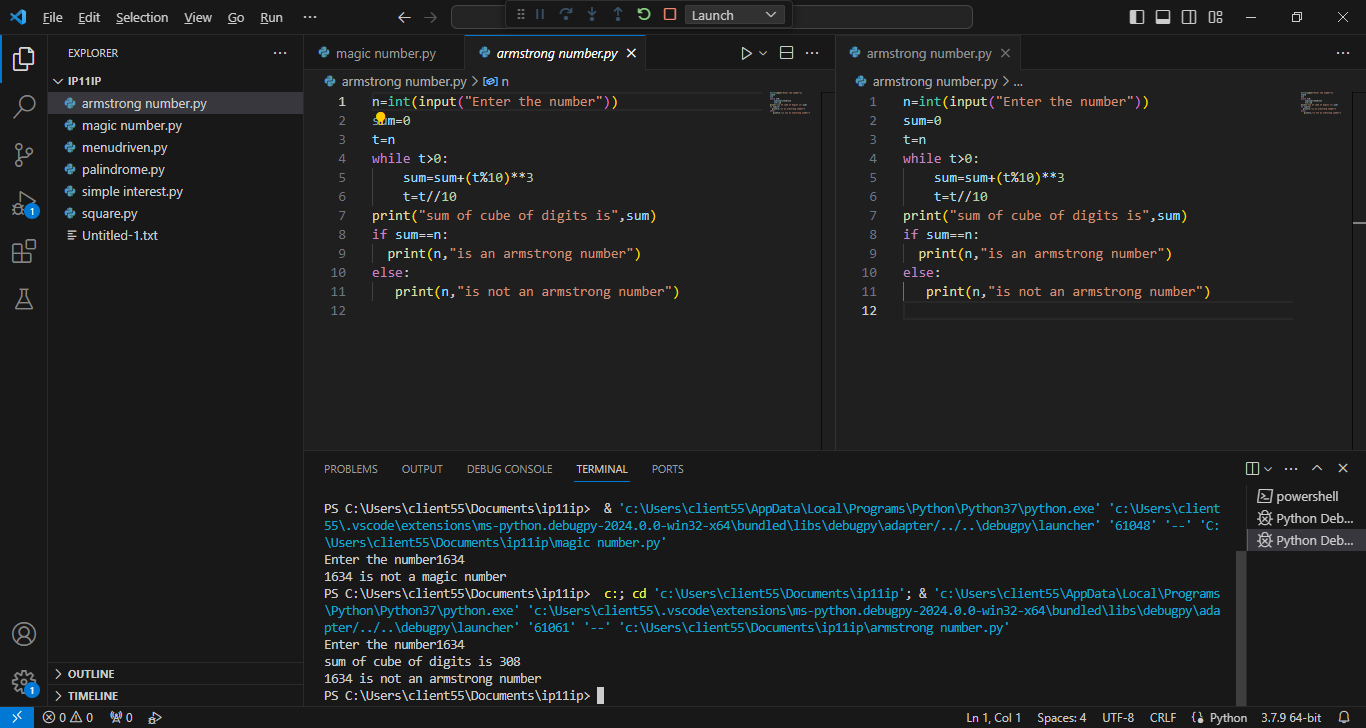 File Edit Selection View Go Run ··· Launch
EXPLORER ···
IP11IP
armstrong number.py
magic number.py
menudriven.py
palindrome.py
simple interest.py
square.py
Untitled-1.txt
OUTLINE
TIMELINE
1
1
magic number.py armstrong number.py
armstrong number.py > n
1 n=int(input("Enter the number"))
2 sum=0
3 t=n
4 while t>0:
5 sum=sum+(t%10)**3
6 t=t//10
7 print("sum of cube of digits is",sum)
8 if sum==n:
9 print(n,"is an armstrong number")
10 else:
11 print(n,"is not an armstrong number")
12
armstrong number.py
armstrong number.py > ...
1 n=int(input("Enter the number"))
2 sum=0
3 t=n
4 while t>0:
5 sum=sum+(t%10)**3
6 t=t//10
7 print("sum of cube of digits is",sum)
8 if sum==n:
9 print(n,"is an armstrong number")
10 else:
11 print(n,"is not an armstrong number")
12
PROBLEMS OUTPUT DEBUG CONSOLE TERMINAL PORTS
PS C:\Users\client55\Documents\ip11ip> & 'c:\Users\client55\AppData\Local\Programs\Python\Python37\python.exe' 'c:\Users\client
55\.vscode\extensions\ms-python.debugpy-2024.0.0-win32-x64\bundled\libs\debugpy\adapter/../..\debugpy\launcher' '61048' '--' 'C:
\Users\client55\Documents\ip11ip\magic number.py'
Enter the number1634
1634 is not a magic number
PS C:\Users\client55\Documents\ip11ip> c:; cd 'c:\Users\client55\Documents\ip11ip'; & 'c:\Users\client55\AppData\Local\Programs
\Python\Python37\python.exe' 'c:\Users\client55\.vscode\extensions\ms-python.debugpy-2024.0.0-win32-x64\bundled\libs\debugpy\ada
pter/../..\debugpy\launcher' '61061' '--' 'c:\Users\client55\Documents\ip11ip\armstrong number.py'
Enter the number1634
sum of cube of digits is 308
1634 is not an armstrong number
PS C:\Users\client55\Documents\ip11ip>
powershell
Python Deb...
Python Deb...
0 0 0 Ln 1, Col 1 Spaces: 4 UTF-8 CRLF Python 3.7.9 64-bit